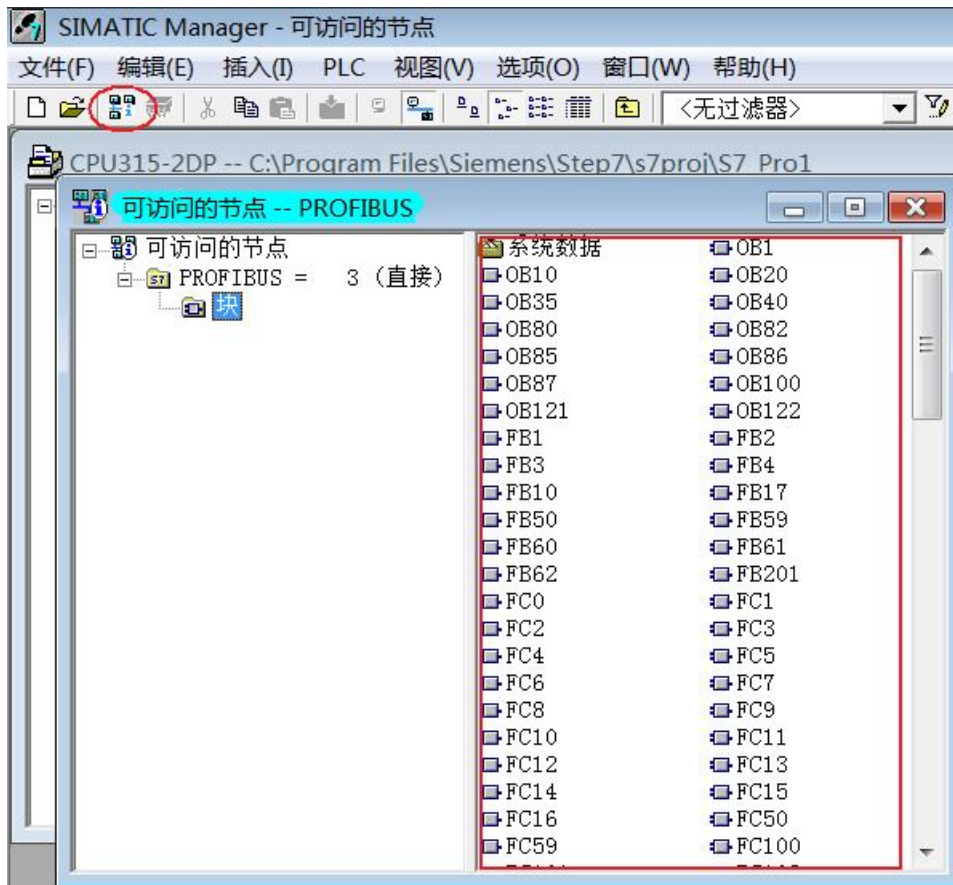 SIMATIC Manager - 可访问的节点
文件(F) 编辑(E) 插入(I) PLC 视图(V) 选项(O) 窗口(W) 帮助(H)
<无过滤器>
CPU315-2DP -- C:\Program Files\Siemens\Step7\s7proj\S7_Pro1
可访问的节点 -- PROFIBUS
可访问的节点
PROFIBUS = 3 (直接)
块
系统数据 OB1
OB10 OB20
OB35 OB40
OB80 OB82
OB85 OB86
OB87 OB100
OB121 OB122
FB1 FB2
FB3 FB4
FB10 FB17
FB50 FB59
FB60 FB61
FB62 FB201
FC0 FC1
FC2 FC3
FC4 FC5
FC6 FC7
FC8 FC9
FC10 FC11
FC12 FC13
FC14 FC15
FC16 FC50
FC59 FC100